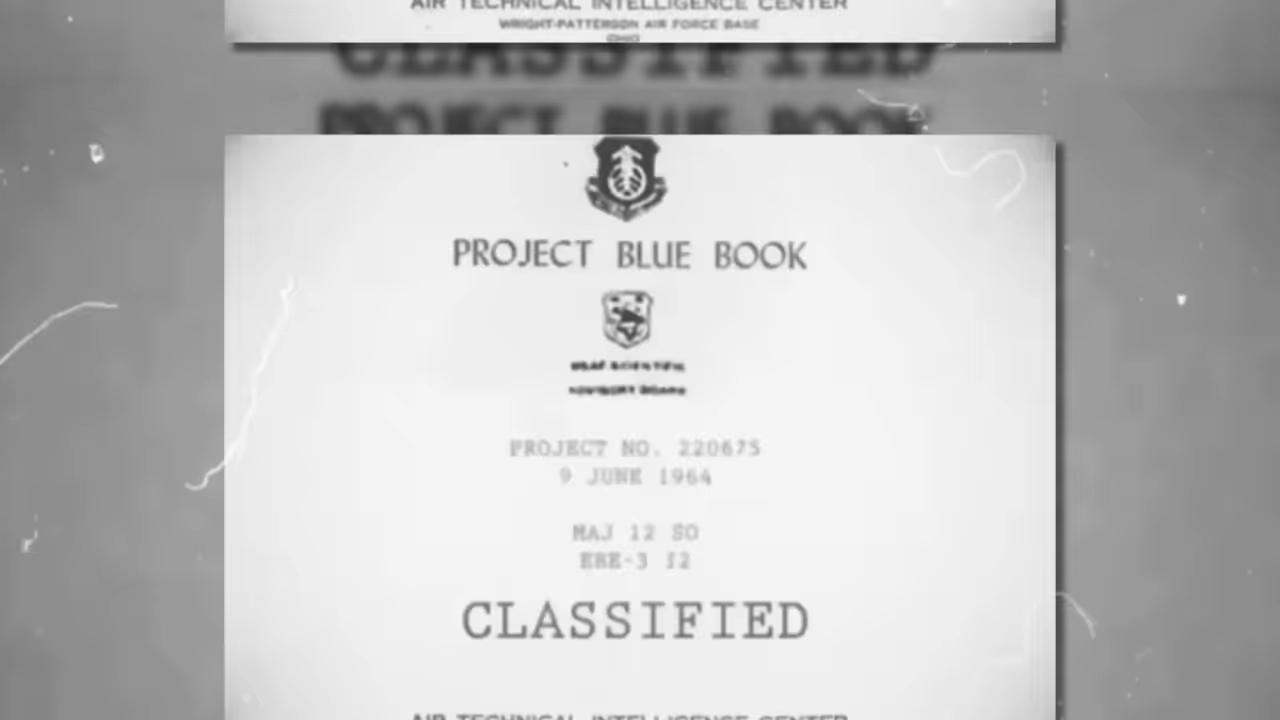 AIR TECHNICAL INTELLIGENCE CENTER
WRIGHT-PATTERSON AIR FORCE BASE
OHIO
CLASSIFIED
PROJECT BLUE BOOK
PROJECT BLUE BOOK
USAF SCIENTIFIC
ADVISORY BOARD
PROJECT NO. 220675
9 JUNE 1964
MAJ 12 SO
EBE-3 S2
CLASSIFIED
AIR TECHNICAL INTELLIGENCE CENTER